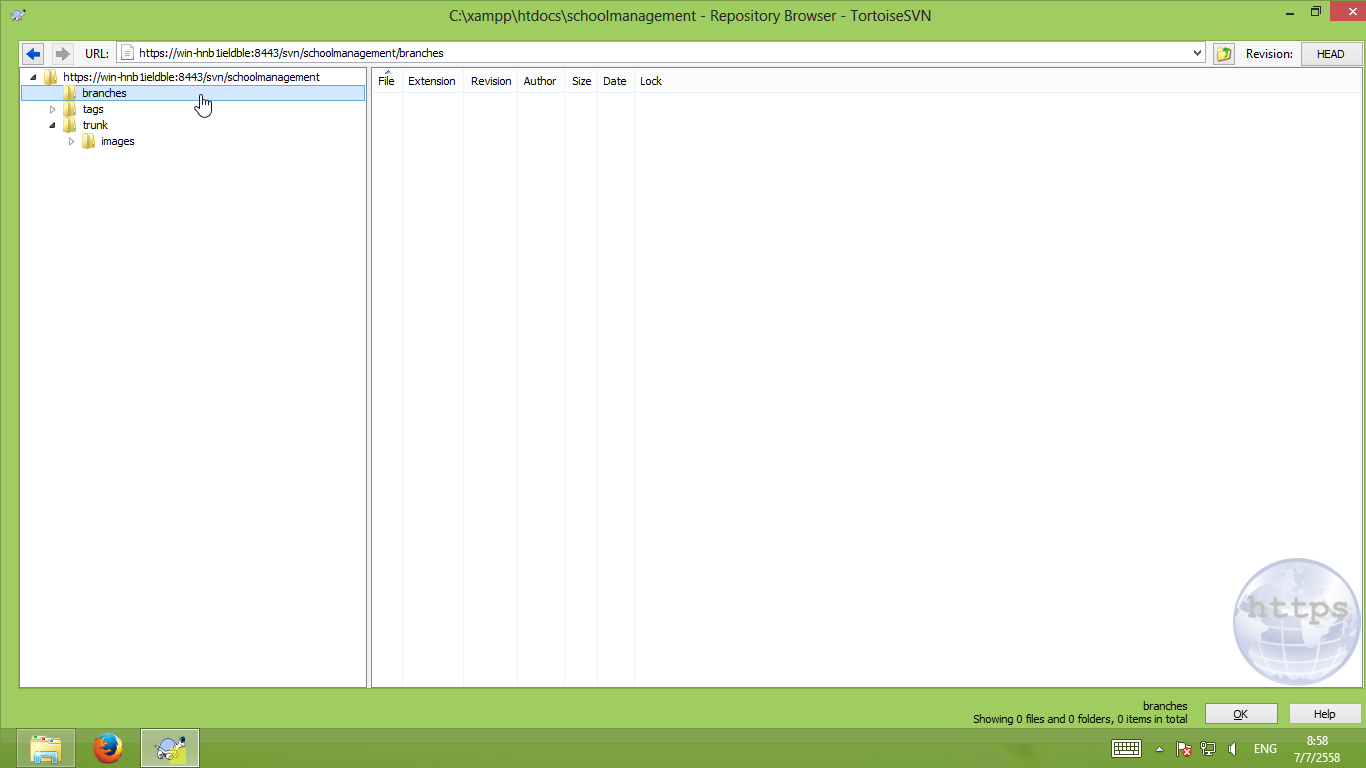 C:\xampp\htdocs\schoolmanagement - Repository Browser - TortoiseSVN
URL: https://win-hnb1ieldble:8443/svn/schoolmanagement/branches Revision: HEAD
https://win-hnb1ieldble:8443/svn/schoolmanagement
branches
tags
trunk
images
File Extension Revision Author Size Date Lock
https
branches
Showing 0 files and 0 folders, 0 items in total
OK Help
ENG
8:58
7/7/2558